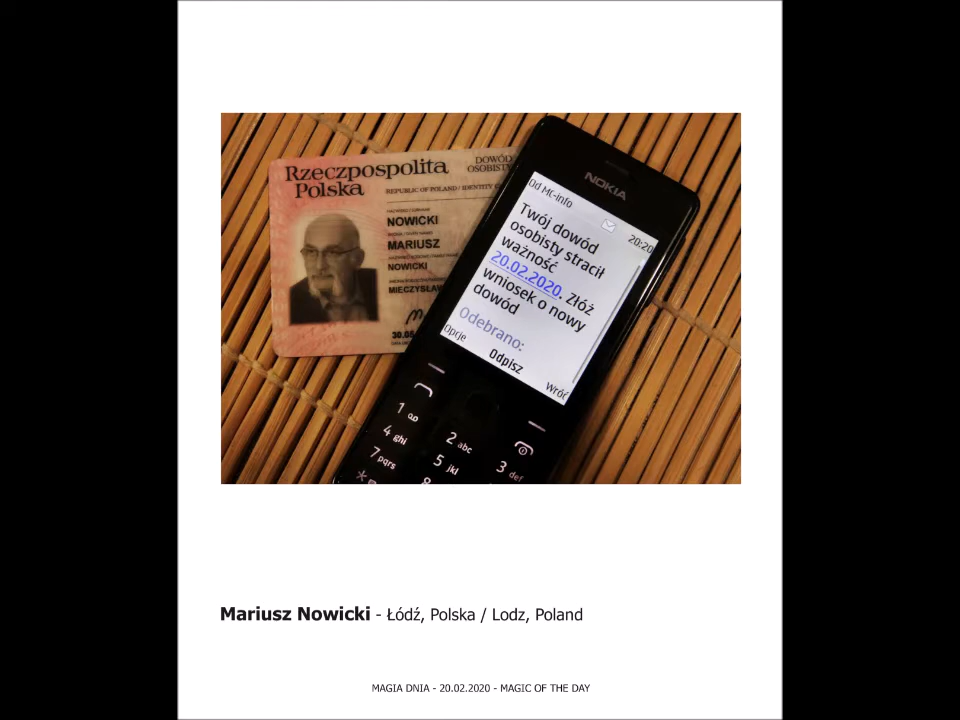 Rzeczpospolita
Polska
DOWÓD
OSOBISTY
REPUBLIC OF POLAND / IDENTITY
NOWICKI
MARIUSZ
NOWICKI
MIECZYSŁAW
NOKIA
Od MC-info
20:20
Twój dowód
osobisty stracił
ważność
20.02.2020. Złóż
wniosek o nowy
dowód
Odebrano:
Opcje
Odpisz
Wróć
1
2 abc
3 def
4 ghi
5 jkl
7 pqrs
8
*
Mariusz Nowicki - Łódź, Polska / Lodz, Poland
MAGIA DNIA - 20.02.2020 - MAGIC OF THE DAY